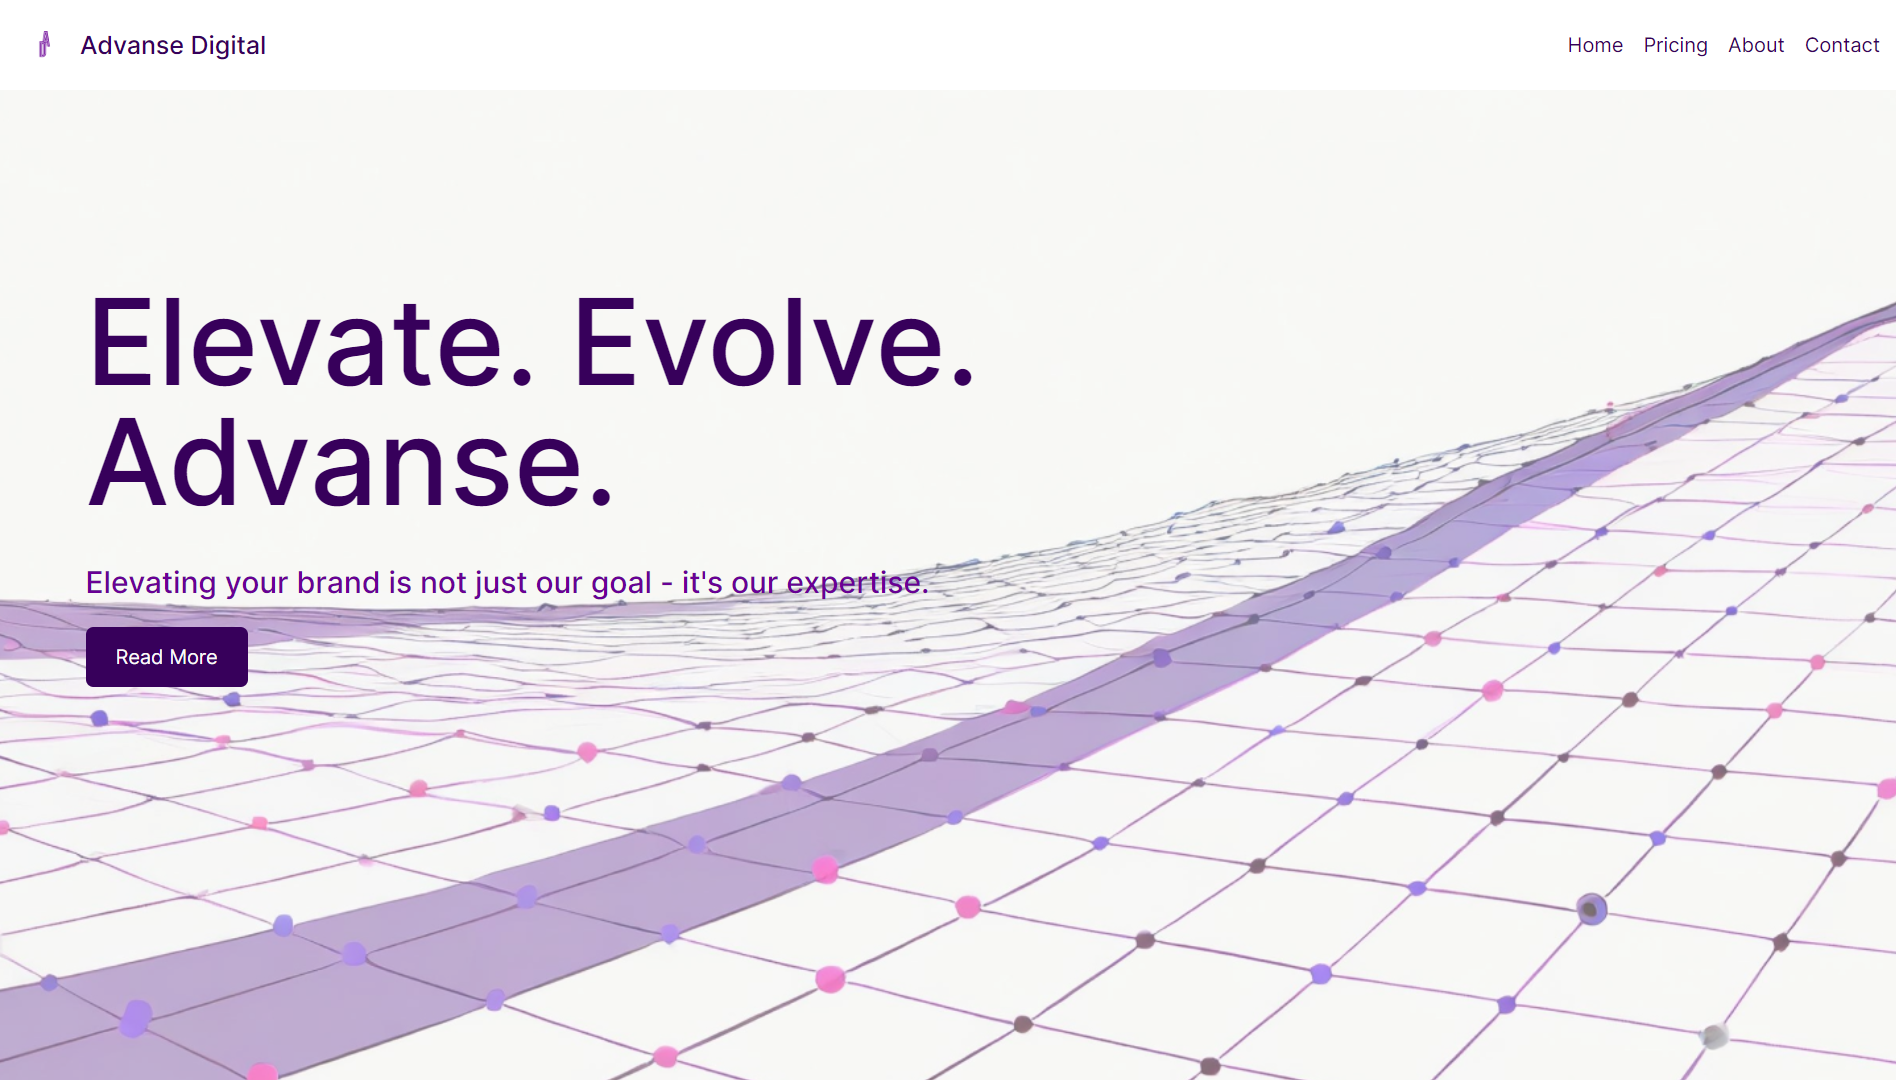 Advanse Digital
Home Pricing About Contact
Elevate. Evolve.
Advanse.
Elevating your brand is not just our goal - it's our expertise.
Read More